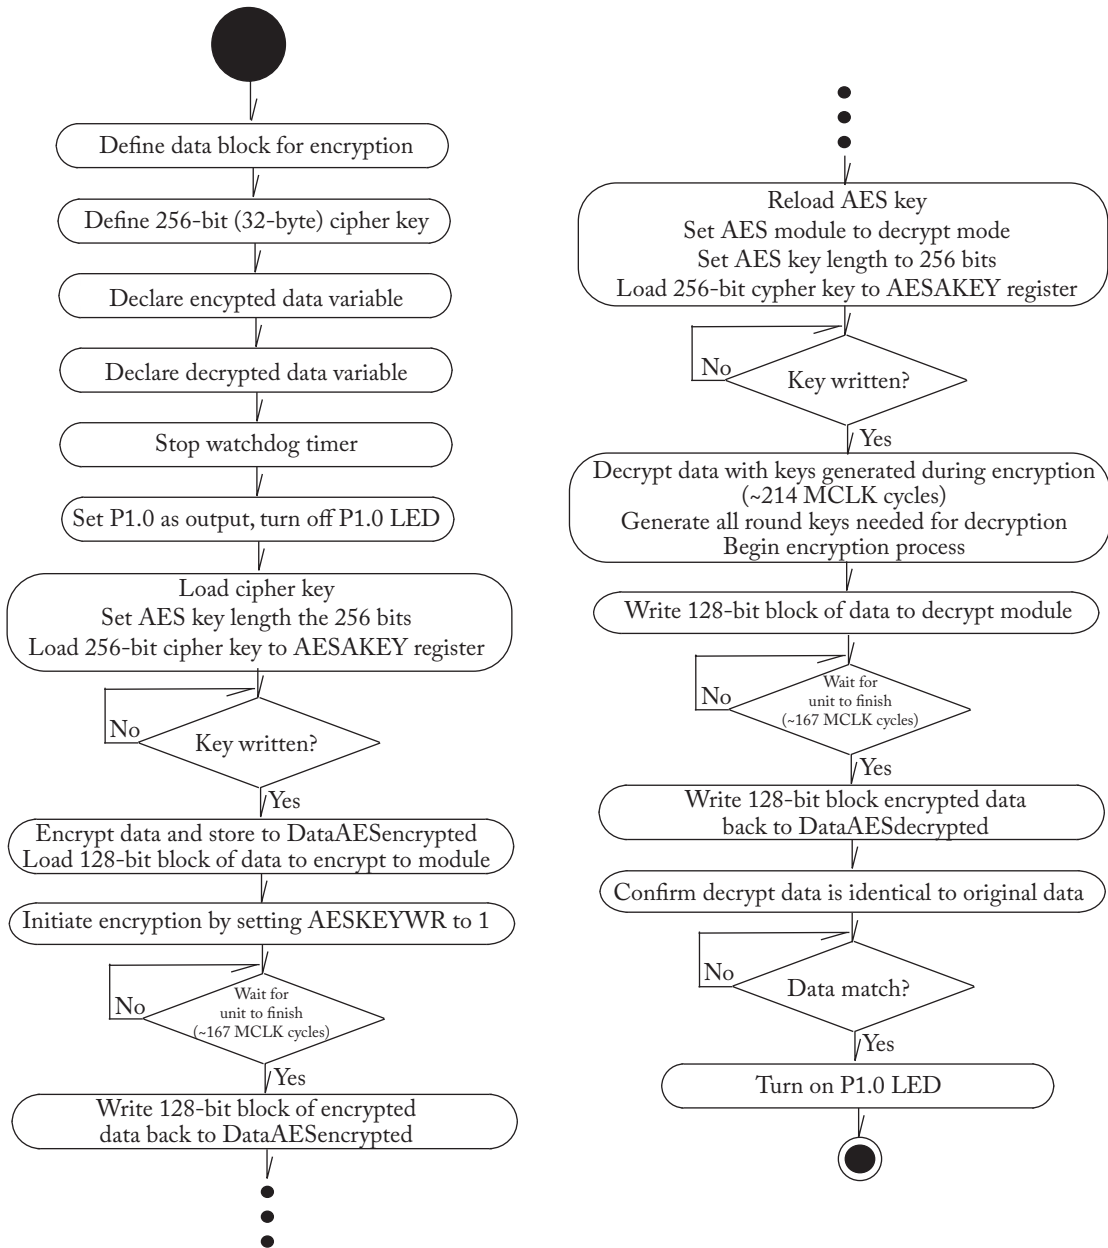 Define data block for encryption
Define 256-bit (32-byte) cipher key
Declare encypted data variable
Declare decrypted data variable
Stop watchdog timer
Set P1.0 as output, turn off P1.0 LED
Load cipher key
Set AES key length the 256 bits
Load 256-bit cipher key to AESAKEY register
No
Key written?
Yes
Encrypt data and store to DataAESencrypted
Load 128-bit block of data to encrypt to module
Initiate encryption by setting AESKEYWR to 1
Wait for
unit to finish
(~167 MCLK cycles)
No
Yes
Write 128-bit block of encrypted
data back to DataAESencrypted
Reload AES key
Set AES module to decrypt mode
Set AES key length to 256 bits
Load 256-bit cypher key to AESAKEY register
No
Key written?
Yes
Decrypt data with keys generated during encryption
(~214 MCLK cycles)
Generate all round keys needed for decryption
Begin encryption process
Write 128-bit block of data to decrypt module
Wait for
unit to finish
(~167 MCLK cycles)
No
Yes
Write 128-bit block encrypted data
back to DataAESdecrypted
Confirm decrypt data is identical to original data
No
Data match?
Yes
Turn on P1.0 LED